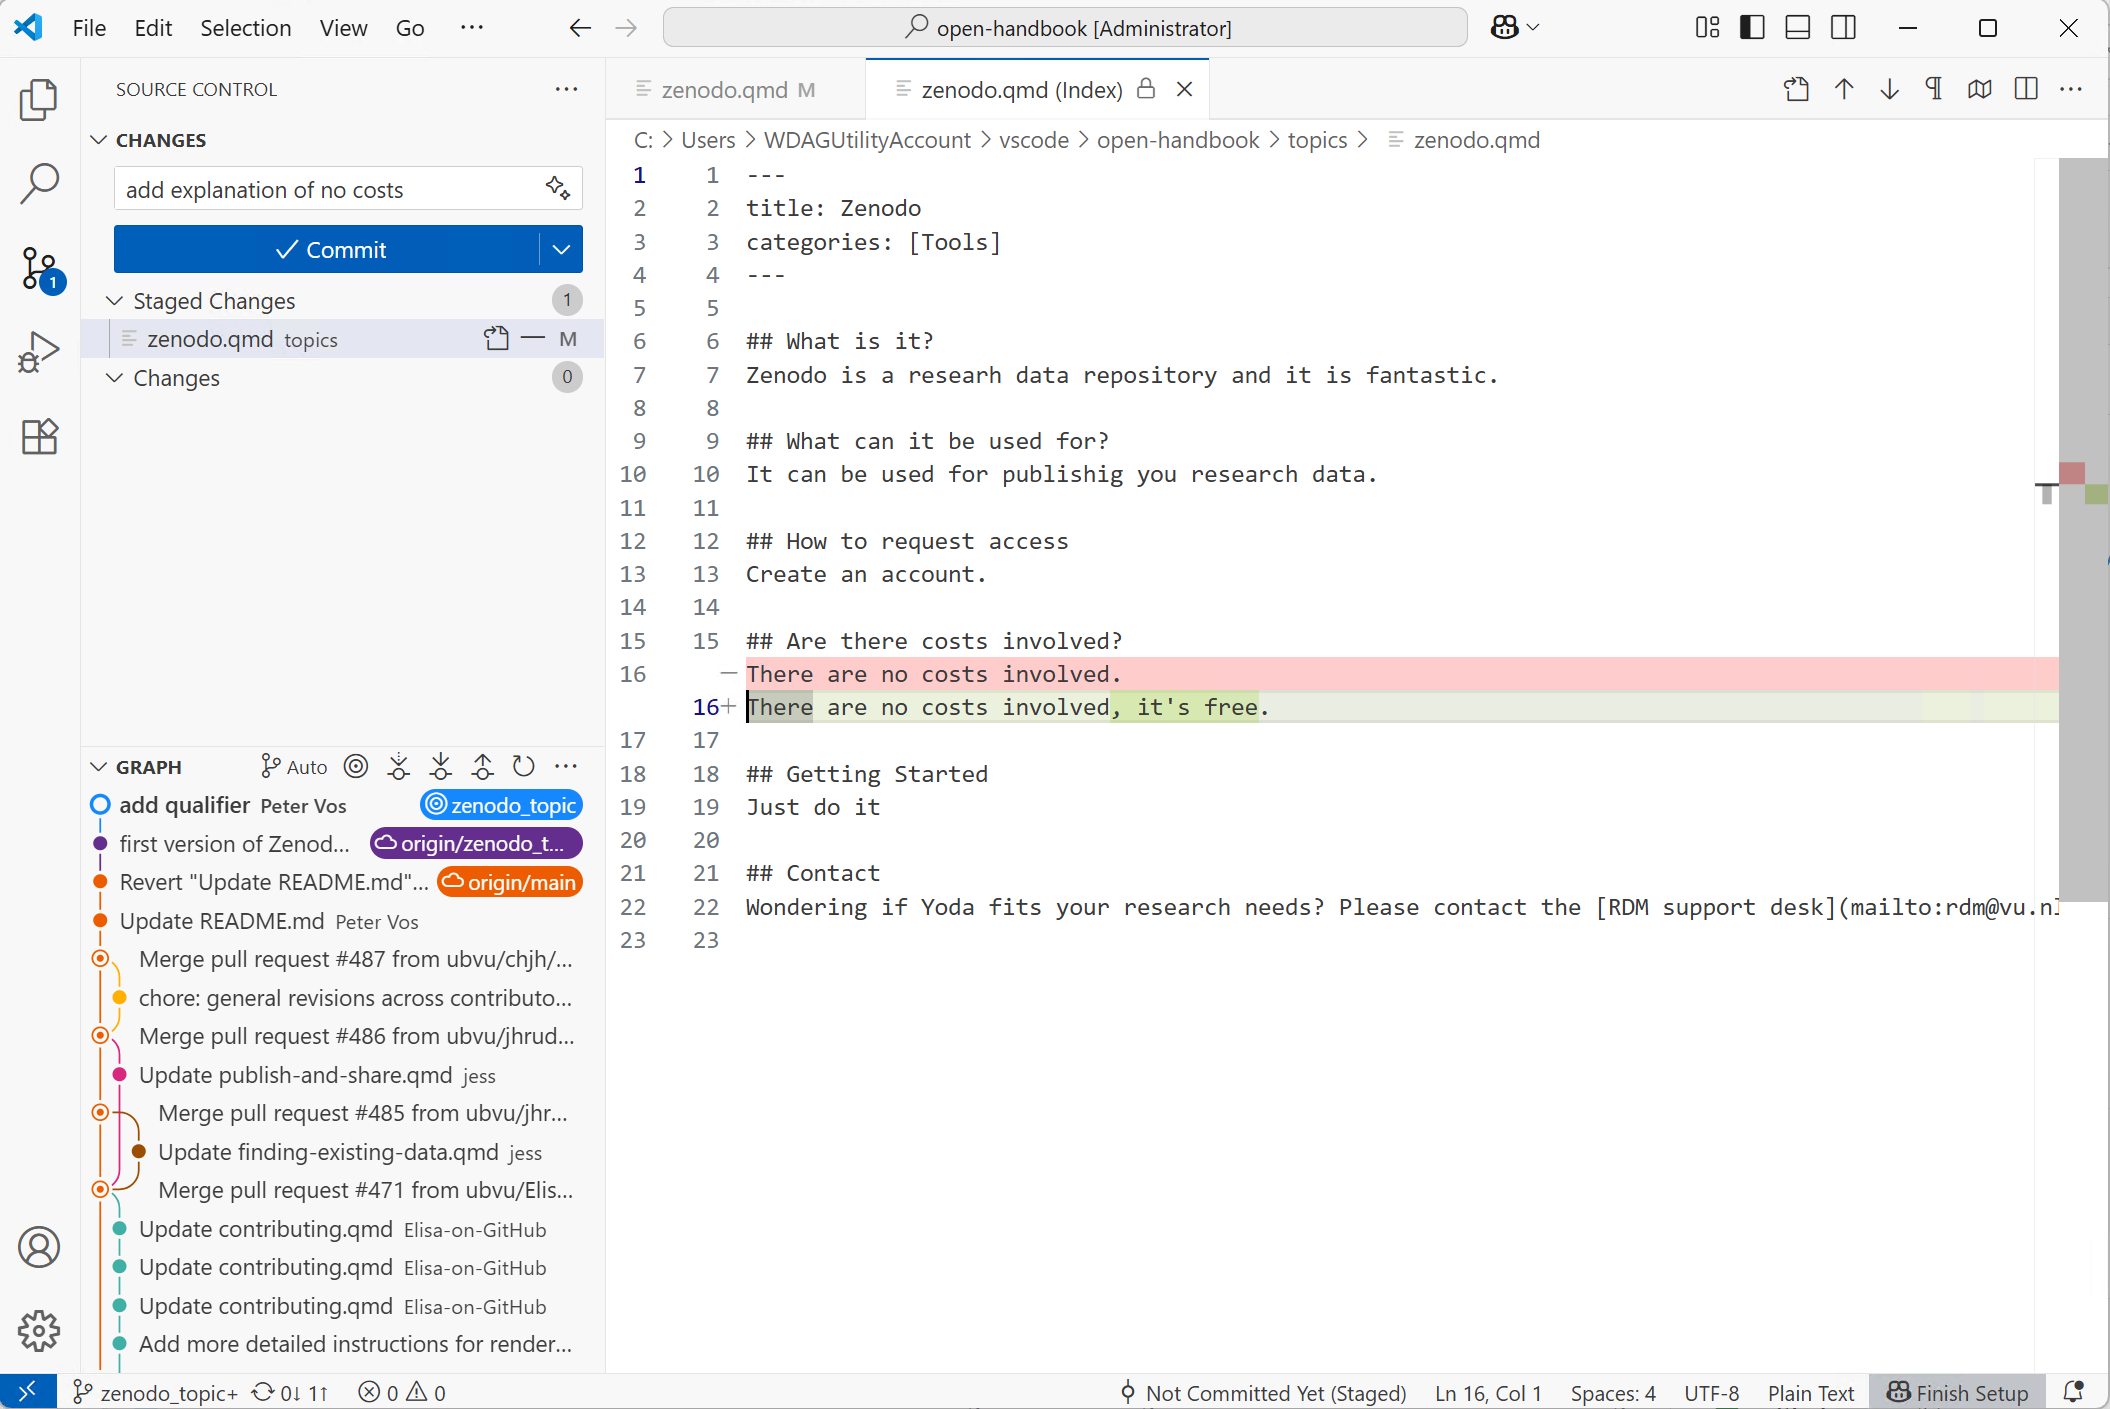 File Edit Selection View Go ··· open-handbook [Administrator]
SOURCE CONTROL
CHANGES
add explanation of no costs
Commit
Staged Changes 1
zenodo.qmd topics M
Changes 0
GRAPH Auto
add qualifier Peter Vos zenodo_topic
first version of Zenod... origin/zenodo_t...
Revert "Update README.md"... origin/main
Update README.md Peter Vos
Merge pull request #487 from ubvu/chjh/...
chore: general revisions across contributo...
Merge pull request #486 from ubvu/jhrud...
Update publish-and-share.qmd jess
Merge pull request #485 from ubvu/jhr...
Update finding-existing-data.qmd jess
Merge pull request #471 from ubvu/Elis...
Update contributing.qmd Elisa-on-GitHub
Update contributing.qmd Elisa-on-GitHub
Update contributing.qmd Elisa-on-GitHub
Add more detailed instructions for render...
zenodo.qmd M zenodo.qmd (Index)
C: > Users > WDAGUtilityAccount > vscode > open-handbook > topics > zenodo.qmd
1 1 ---
2 2 title: Zenodo
3 3 categories: [Tools]
4 4 ---
5 5
6 6 ## What is it?
7 7 Zenodo is a researh data repository and it is fantastic.
8 8
9 9 ## What can it be used for?
10 10 It can be used for publishig you research data.
11 11
12 12 ## How to request access
13 13 Create an account.
14 14
15 15 ## Are there costs involved?
16 — There are no costs involved.
16+ There are no costs involved, it's free.
17 17
18 18 ## Getting Started
19 19 Just do it
20 20
21 21 ## Contact
22 22 Wondering if Yoda fits your research needs? Please contact the [RDM support desk](mailto:rdm@vu.nl
23 23
1
zenodo_topic+ 0↓ 1↑ 0 0 Not Committed Yet (Staged) Ln 16, Col 1 Spaces: 4 UTF-8 Plain Text Finish Setup